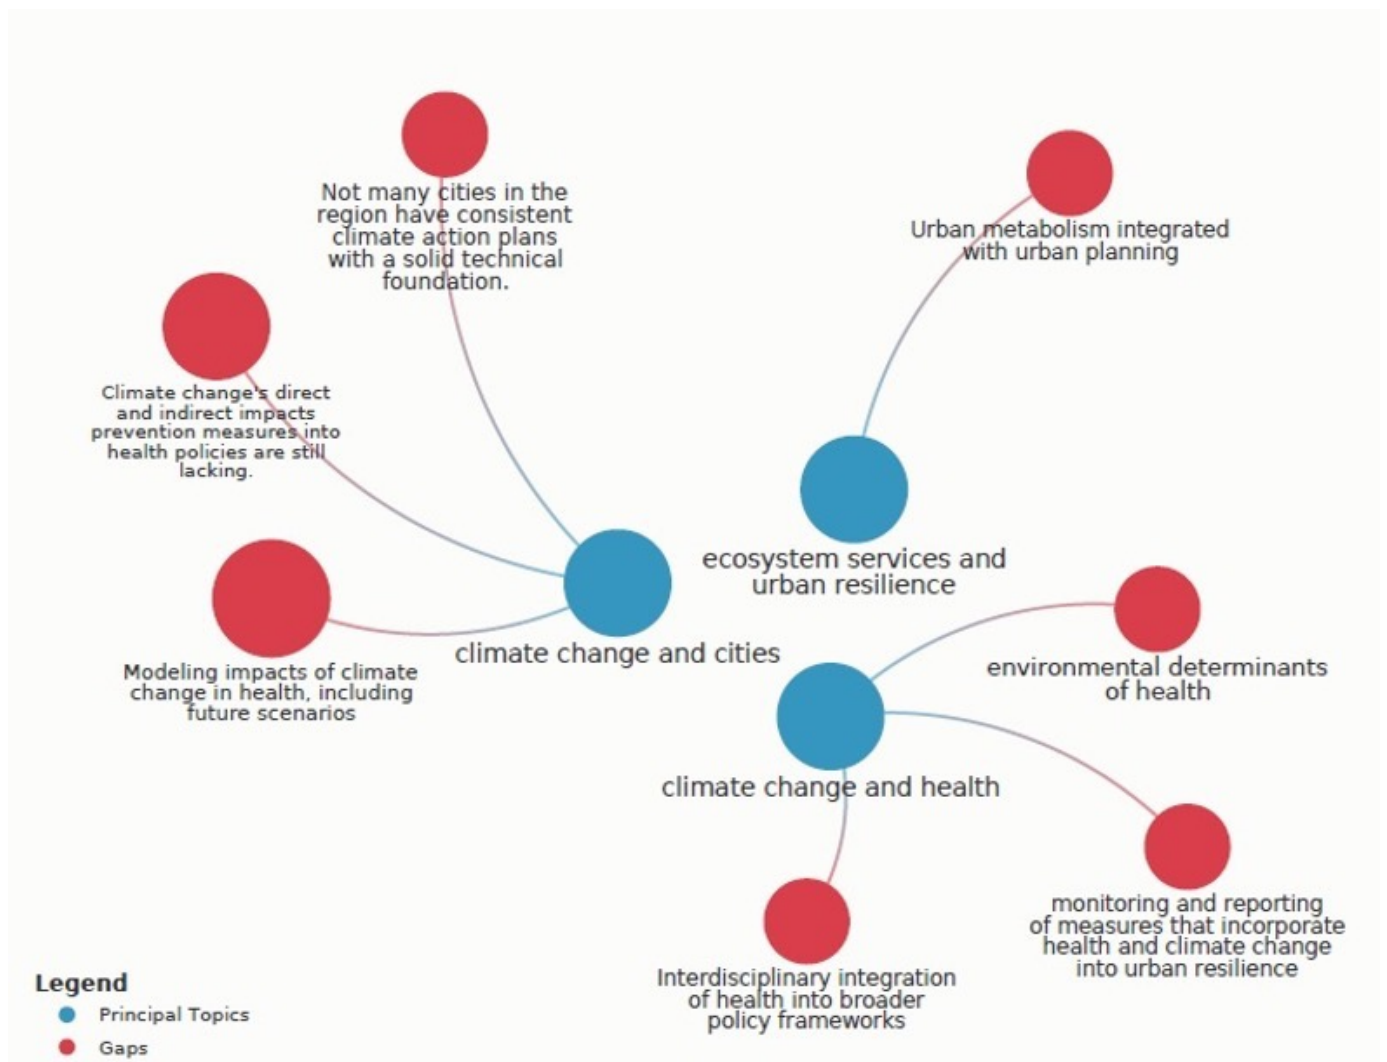 Not many cities in the
region have consistent
climate action plans
with a solid technical
foundation.
Urban metabolism integrated
with urban planning
Climate change's direct
and indirect impacts
prevention measures into
health policies are still
lacking.
ecosystem services and
urban resilience
climate change and cities
Modeling impacts of climate
change in health, including
future scenarios
environmental determinants
of health
climate change and health
monitoring and reporting
of measures that incorporate
health and climate change
into urban resilience
Interdisciplinary integration
of health into broader
policy frameworks
Legend
Principal Topics
Gaps